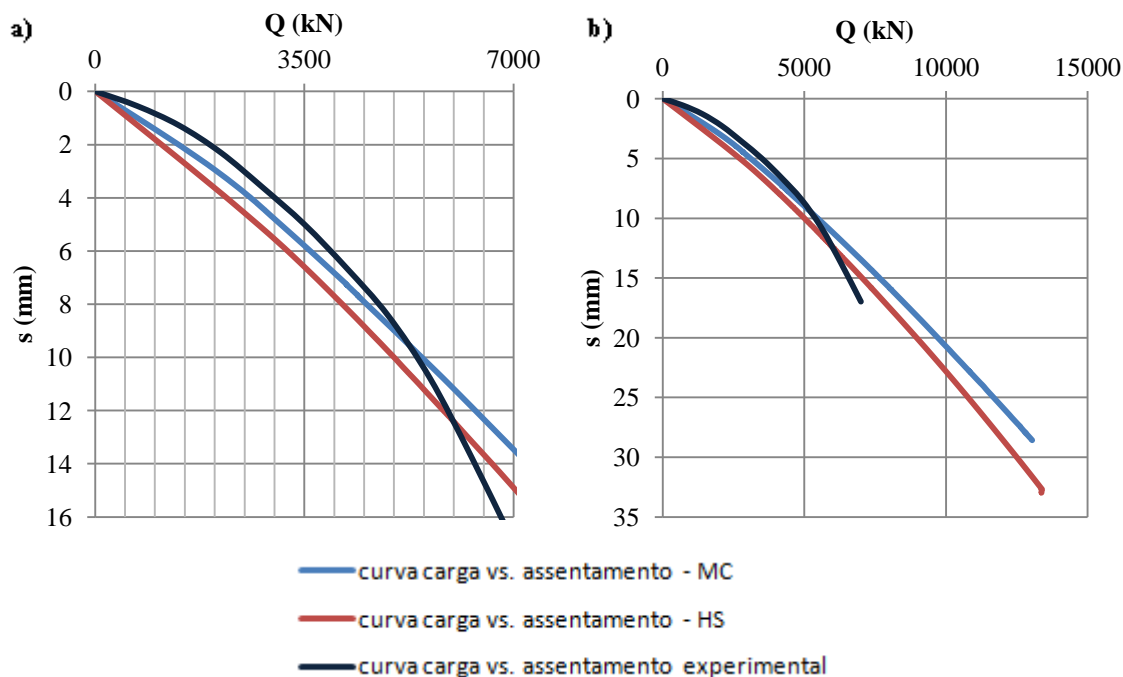 a)
Q (kN)
0 3500 7000
0
2
4
6
8
10
12
14
16
s (mm)
b)
Q (kN)
0 5000 10000 15000
0
5
10
15
20
25
30
35
s (mm)
curva carga vs. assentamento - MC
curva carga vs. assentamento - HS
curva carga vs. assentamento experimental